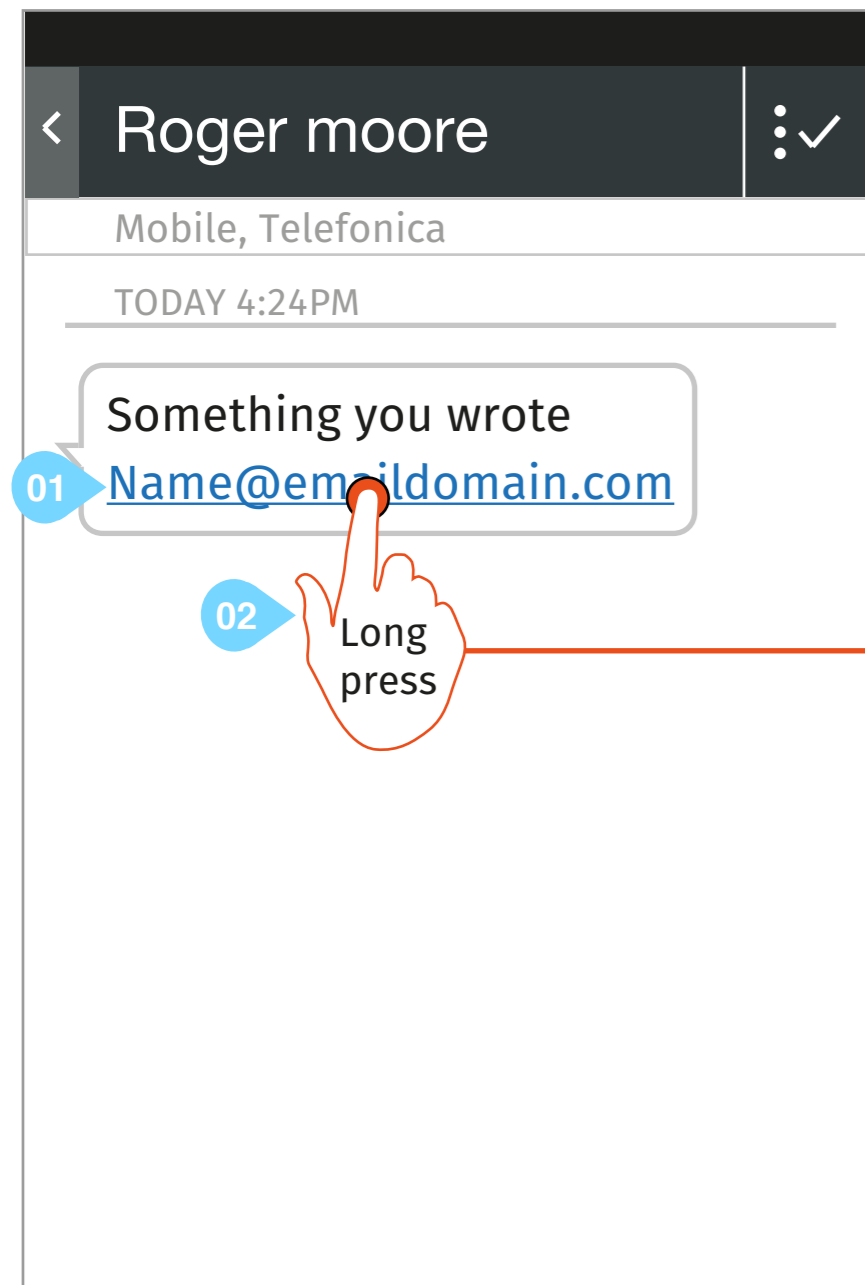 Roger moore
Mobile, Telefonica
TODAY 4:24PM
Something you wrote
01
Name@emaildomain.com
02
Long
press